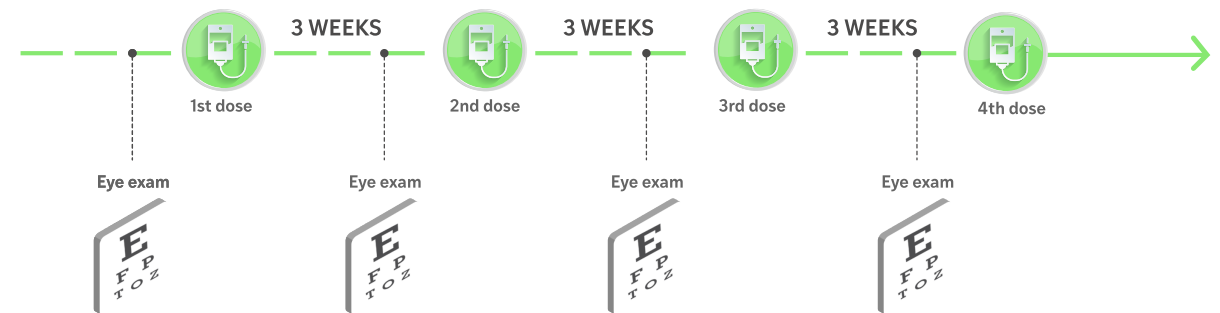 3 WEEKS
3 WEEKS
3 WEEKS
1st dose
2nd dose
3rd dose
4th dose
Eye exam
Eye exam
Eye exam
Eye exam
E
F P
T O Z
E
F P
T O Z
E
F P
T O Z
E
F P
T O Z